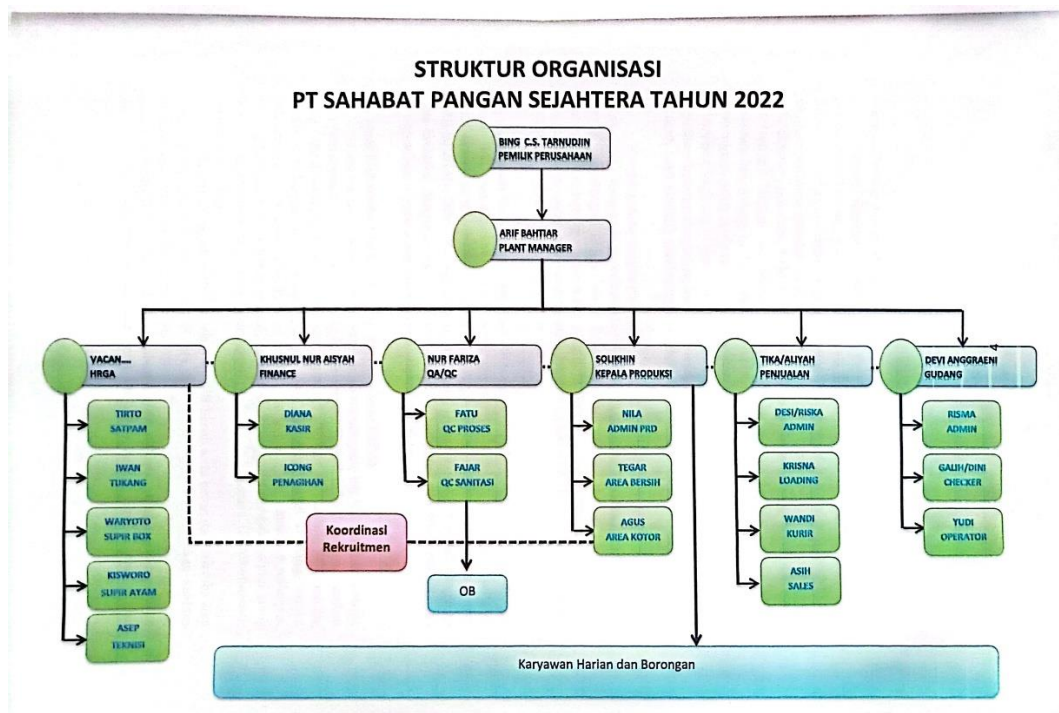 STRUKTUR ORGANISASI
PT SAHABAT PANGAN SEJAHTERA TAHUN 2022
BING C.S. TARNUDJIN
PEMILIK PERUSAHAAN
ARIF BAHTIAR
PLANT MANAGER
VACAN....
HRGA
KHUSNUL NUR AISYAH
FINANCE
NUR FARIZA
QA/QC
SOLIKHIN
KEPALA PRODUKSI
TIKA/ALIYAH
PENJUALAN
DEVI ANGGRAENI
GUDANG
4
TIRTO
SATPAM
IWAN
TUKANG
WARYOTO
SUPIR BOX
KISWORO
SUPIR AYAM
ASEP
TEKNISI
DIANA
KASIR
ICONG
PENAGIHAN
FATU
QC PROSES
FAJAR
QC SANITASI
OB
NILA
ADMIN PRD
TEGAR
AREA BERSIH
AGUS
AREA KOTOR
DESI/RISKA
ADMIN
KRISNA
LOADING
WANDI
KURIR
ASIH
SALES
RISMA
ADMIN
GALIH/DINI
CHECKER
YUDI
OPERATOR
Koordinasi
Rekruitmen
Karyawan Harian dan Borongan